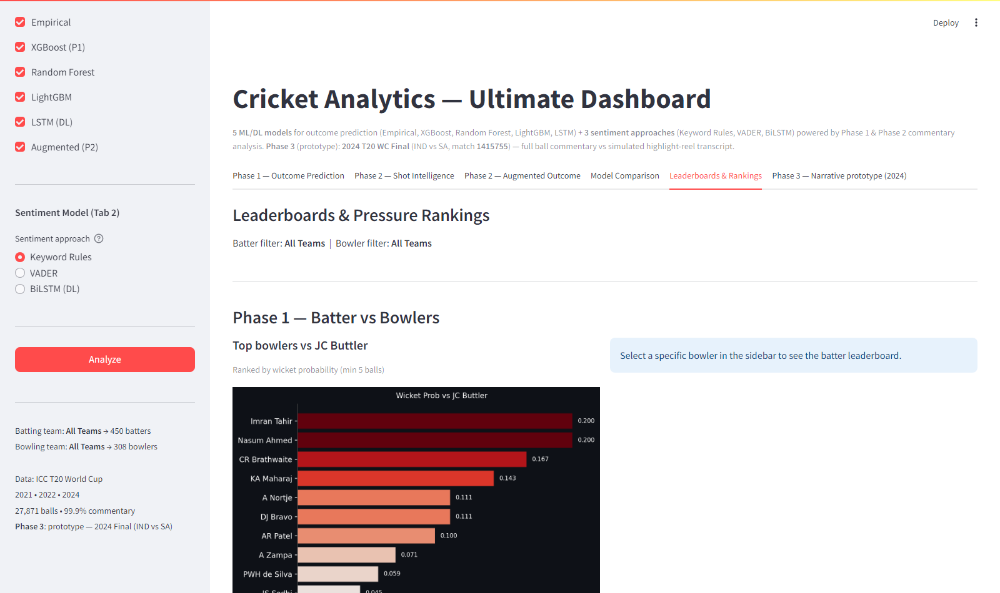 Empirical
XGBoost (P1)
Random Forest
LightGBM
LSTM (DL)
Augmented (P2)
Sentiment Model (Tab 2)
Sentiment approach
Keyword Rules
VADER
BiLSTM (DL)
Analyze
Batting team: All Teams → 450 batters
Bowling team: All Teams → 308 bowlers
Data: ICC T20 World Cup
2021 • 2022 • 2024
27,871 balls • 99.9% commentary
Phase 3: prototype — 2024 Final (IND vs SA)
Deploy
Cricket Analytics — Ultimate Dashboard
5 ML/DL models for outcome prediction (Empirical, XGBoost, Random Forest, LightGBM, LSTM) + 3 sentiment approaches (Keyword Rules, VADER, BiLSTM) powered by Phase 1 & Phase 2 commentary
analysis. Phase 3 (prototype): 2024 T20 WC Final (IND vs SA, match 1415755) — full ball commentary vs simulated highlight-reel transcript.
Phase 1 — Outcome Prediction Phase 2 — Shot Intelligence Phase 2 — Augmented Outcome Model Comparison Leaderboards & Rankings Phase 3 — Narrative prototype (2024)
Leaderboards & Pressure Rankings
Batter filter: All Teams | Bowler filter: All Teams
Phase 1 — Batter vs Bowlers
Top bowlers vs JC Buttler
Ranked by wicket probability (min 5 balls)
Select a specific bowler in the sidebar to see the batter leaderboard.
Wicket Prob vs JC Buttler
Imran Tahir 0.200
Nasum Ahmed 0.200
CR Brathwaite 0.167
KA Maharaj 0.143
A Nortje 0.111
DJ Bravo 0.111
AR Patel 0.100
A Zampa 0.071
PWH de Silva 0.059
IS Sodhi 0.045